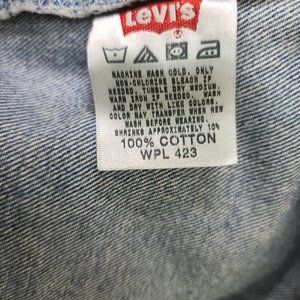 Levi's
MACHINE WASH COLD. ONLY
NON-CHLORINE BLEACH IF
NEEDED. TUMBLE DRY MEDIUM.
WARM IRON IF NEEDED. WASH
AND DRY WITH LIKE COLORS.
COLOR MAY TRANSFER WHEN NEW
WASH BEFORE WEARING.
SHRINKS APPROXIMATELY 10%
100% COTTON
WPL 423